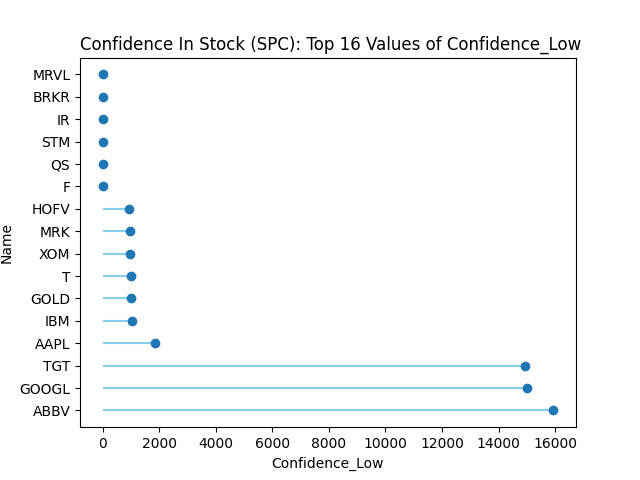 Confidence In Stock (SPC): Top 16 Values of Confidence_Low
MRVL
BRKR
IR
STM
QS
F
HOFV
MRK
XOM
T
GOLD
IBM
AAPL
TGT
GOOGL
ABBV
Name
0 2000 4000 6000 8000 10000 12000 14000 16000
Confidence_Low